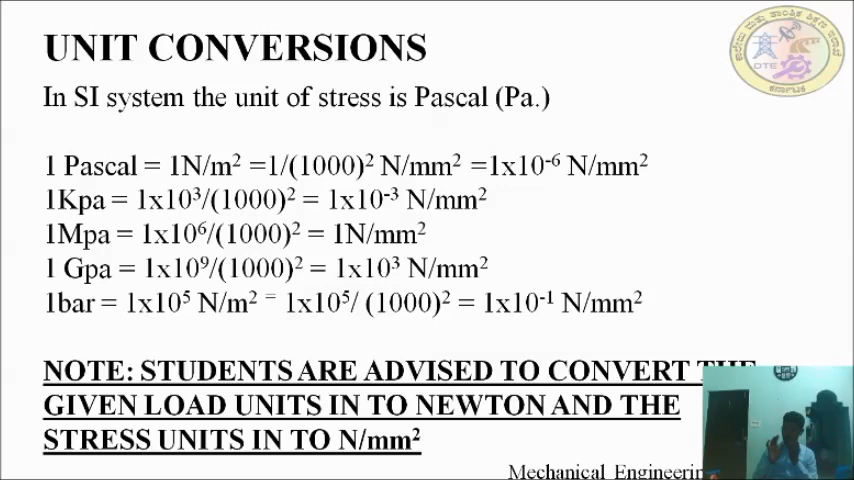 UNIT CONVERSIONS
In SI system the unit of stress is Pascal (Pa.)
1 Pascal = 1N/m² =1/(1000)² N/mm² =1x10⁻⁶ N/mm²
1Kpa = 1x10³/(1000)² = 1x10⁻³ N/mm²
1Mpa = 1x10⁶/(1000)² = 1N/mm²
1 Gpa = 1x10⁹/(1000)² = 1x10³ N/mm²
1bar = 1x10⁵ N/m² = 1x10⁵/ (1000)² = 1x10⁻¹ N/mm²
NOTE: STUDENTS ARE ADVISED TO CONVERT THE
GIVEN LOAD UNITS IN TO NEWTON AND THE
STRESS UNITS IN TO N/mm²
Mechanical Engineerin
DTE
ಕರ್ನಾಟಕ